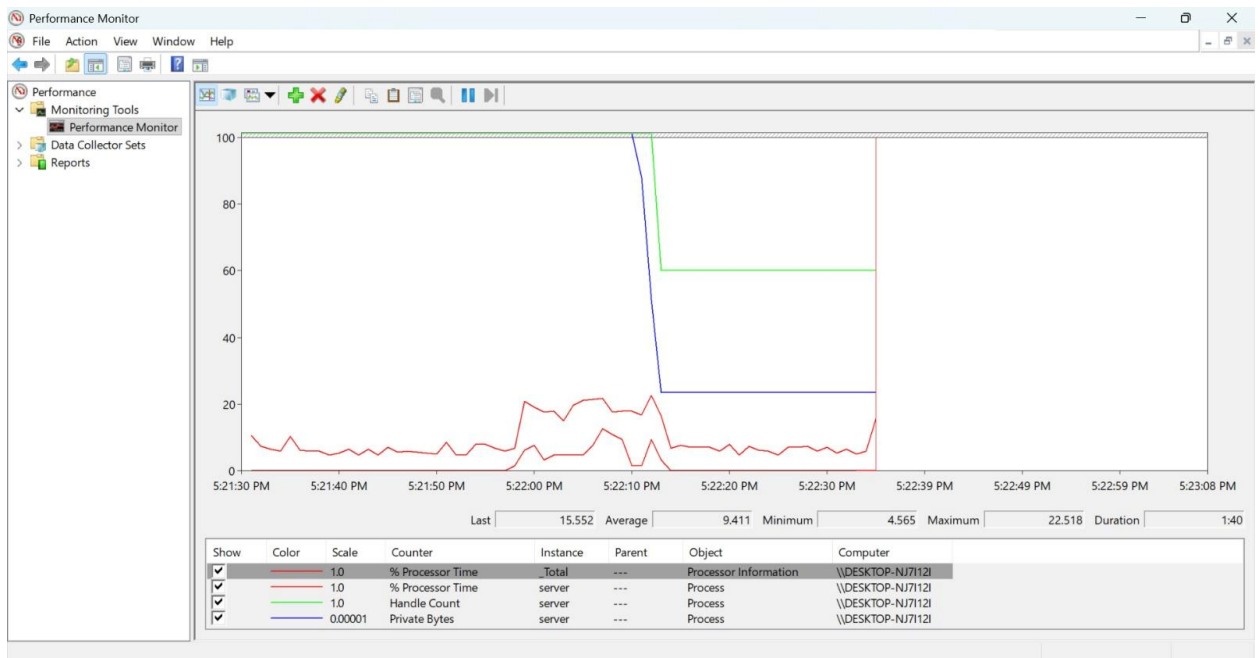 Performance Monitor
File Action View Window Help
Performance
Monitoring Tools
Performance Monitor
Data Collector Sets
Reports
100
80
60
40
20
0
5:21:30 PM 5:21:40 PM 5:21:50 PM 5:22:00 PM 5:22:10 PM 5:22:20 PM 5:22:30 PM 5:22:39 PM 5:22:49 PM 5:22:59 PM 5:23:08 PM
Last 15.552 Average 9.411 Minimum 4.565 Maximum 22.518 Duration 1:40
Show Color Scale Counter Instance Parent Object Computer
1.0 % Processor Time _Total --- Processor Information \\DESKTOP-NJ7I12I
1.0 % Processor Time server --- Process \\DESKTOP-NJ7I12I
1.0 Handle Count server --- Process \\DESKTOP-NJ7I12I
0.00001 Private Bytes server --- Process \\DESKTOP-NJ7I12I